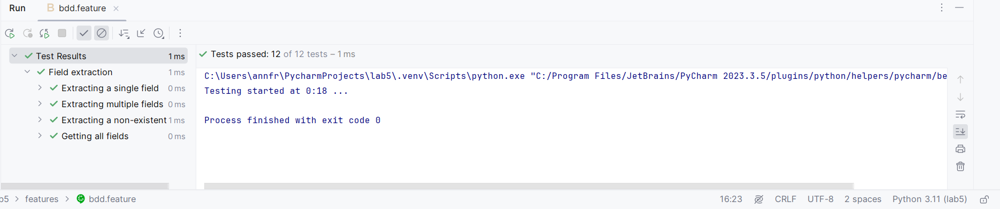 Run bdd.feature
Test Results 1 ms
Tests passed: 12 of 12 tests – 1 ms
Field extraction 1 ms
Extracting a single field 0 ms
Extracting multiple fields 0 ms
Extracting a non-existent 1 ms
Getting all fields 0 ms
C:\Users\annfr\PycharmProjects\lab5\.venv\Scripts\python.exe "C:/Program Files/JetBrains/PyCharm 2023.3.5/plugins/python/helpers/pycharm/be
Testing started at 0:18 ...
Process finished with exit code 0
b5 > features > bdd.feature 16:23 CRLF UTF-8 2 spaces Python 3.11 (lab5)